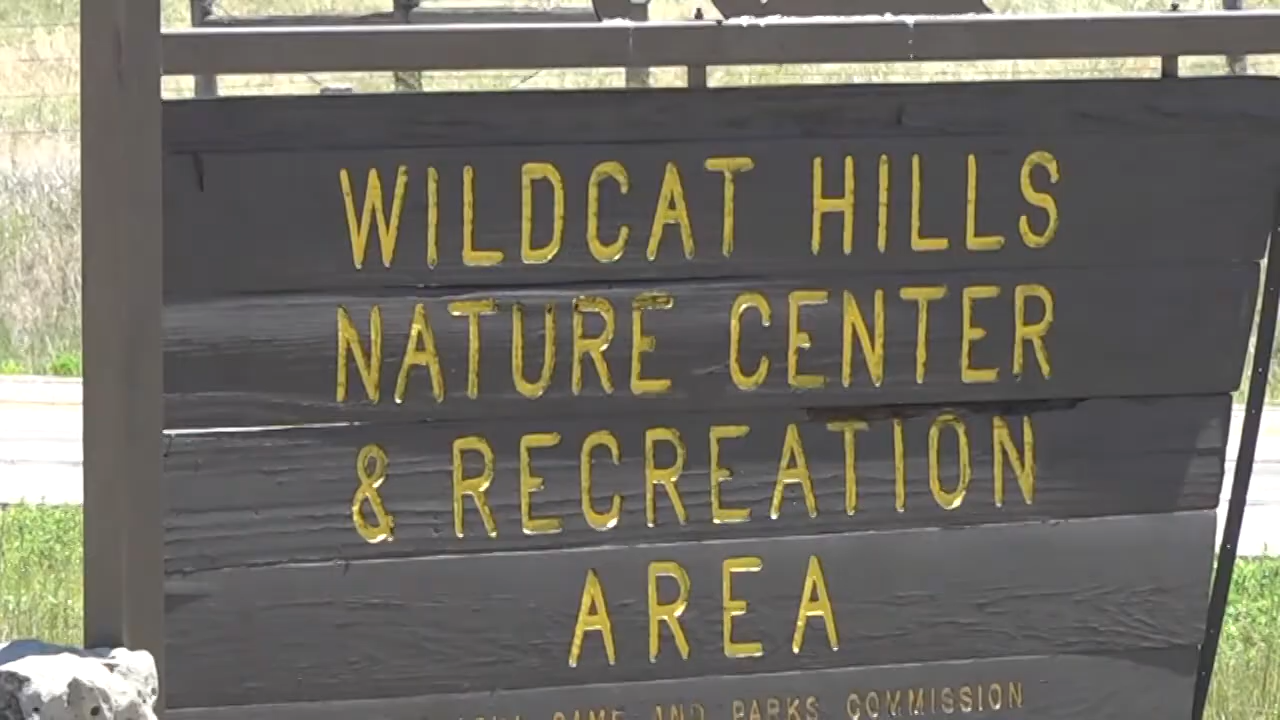 WILDCAT HILLS
NATURE CENTER
& RECREATION
AREA
GAME AND PARKS COMMISSION